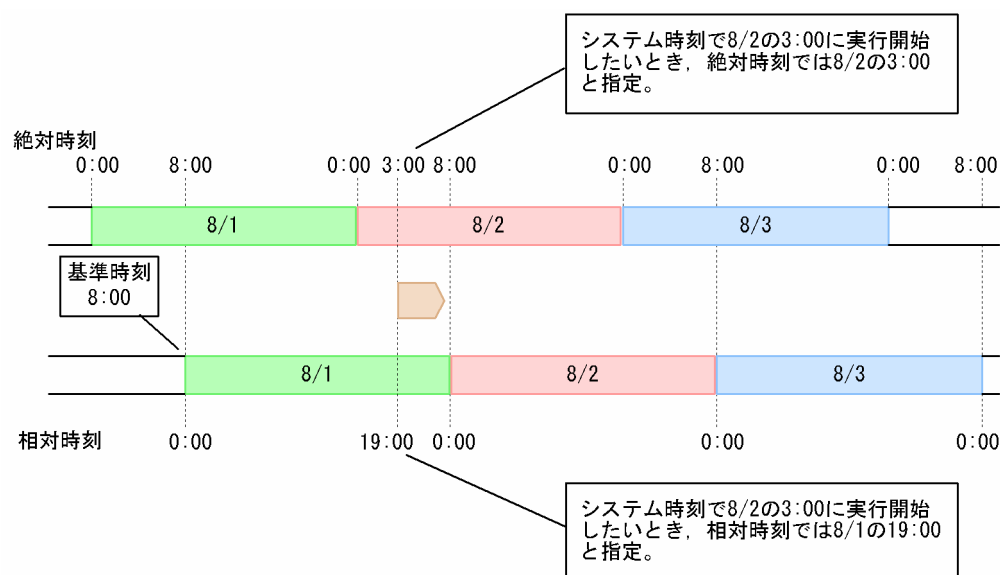 システム時刻で8/2の3:00に実行開始
したいとき，絶対時刻では8/2の3:00
と指定。
絶対時刻
0:00 8:00 0:00 3:00 8:00 0:00 8:00 0:00 8:00
8/1 8/2 8/3
基準時刻
8:00
8/1 8/2 8/3
相対時刻 0:00 19:00 0:00 0:00 0:00
システム時刻で8/2の3:00に実行開始
したいとき，相対時刻では8/1の19:00
と指定。